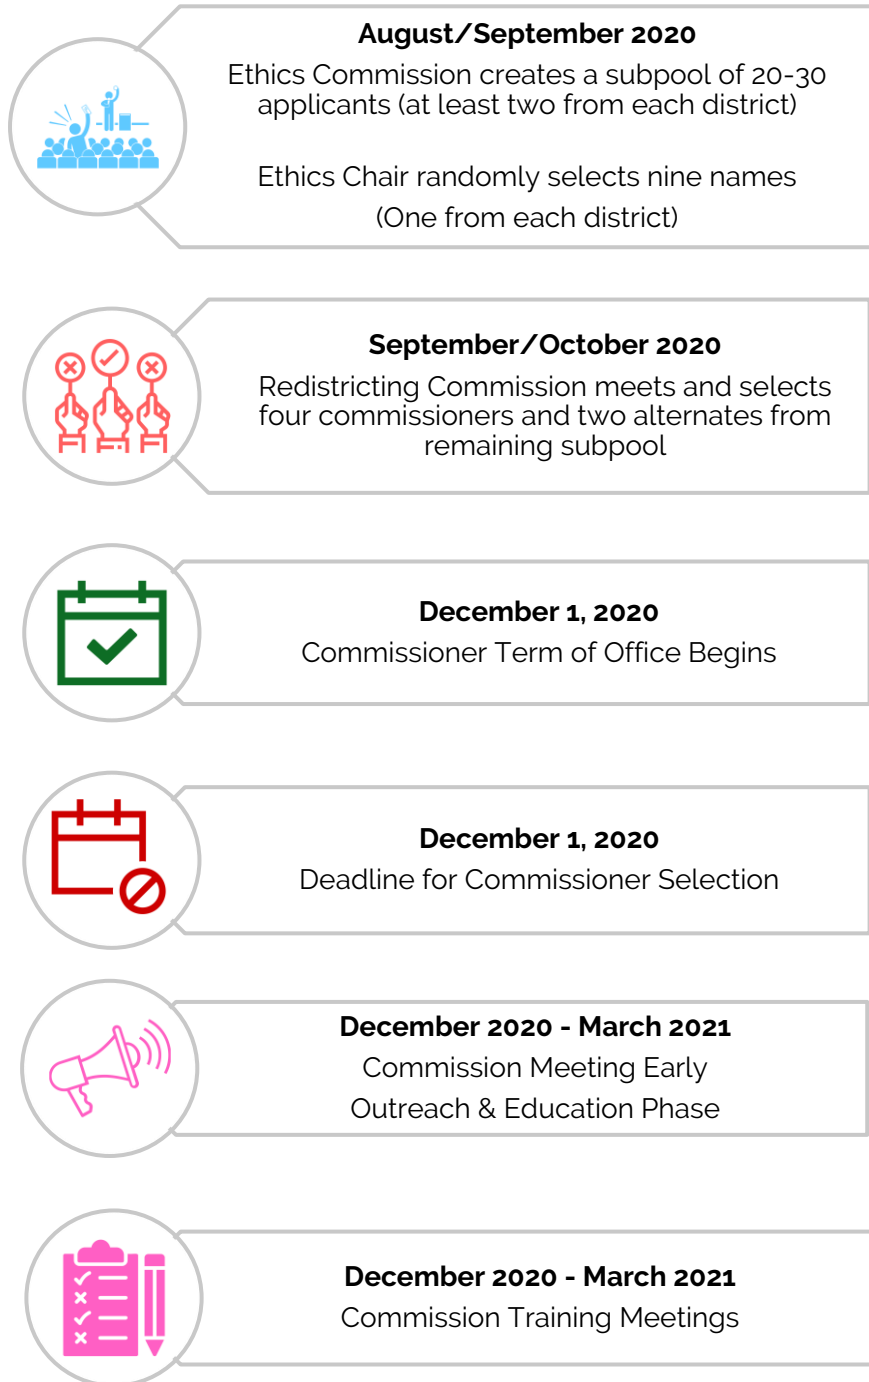 August/September 2020
Ethics Commission creates a subpool of 20-30
applicants (at least two from each district)
Ethics Chair randomly selects nine names
(One from each district)
September/October 2020
Redistricting Commission meets and selects
four commissioners and two alternates from
remaining subpool
December 1, 2020
Commissioner Term of Office Begins
December 1, 2020
Deadline for Commissioner Selection
December 2020 - March 2021
Commission Meeting Early
Outreach & Education Phase
December 2020 - March 2021
Commission Training Meetings